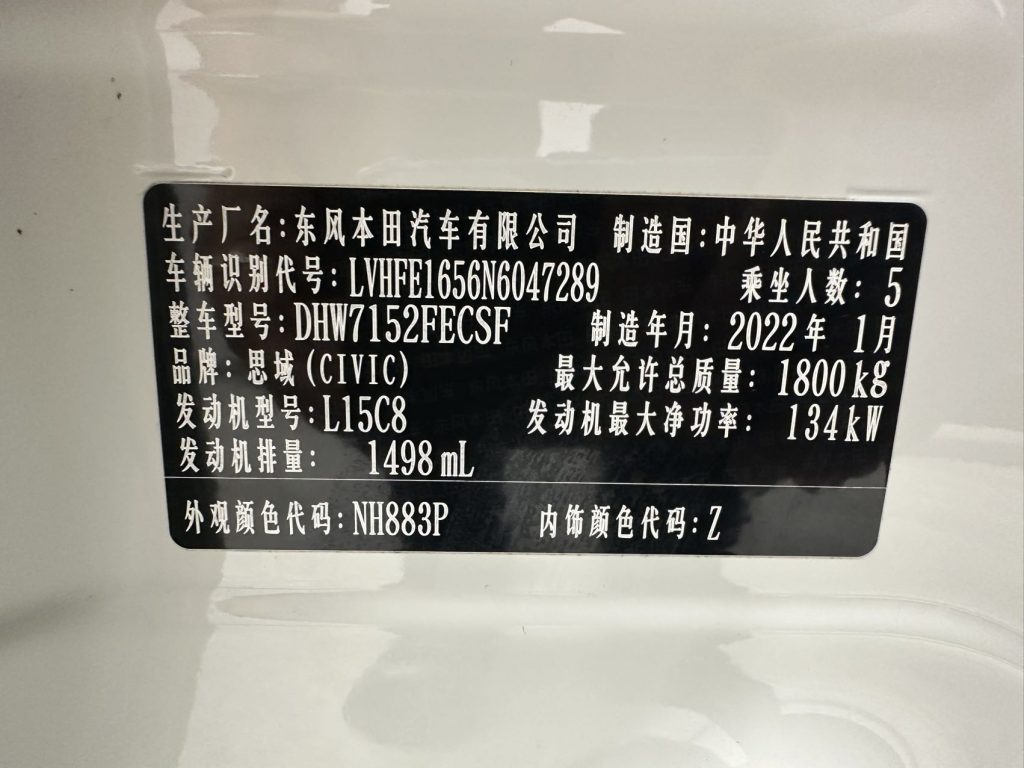 生产厂名:东风本田汽车有限公司 制造国:中华人民共和国
车辆识别代号:LVHFE1656N6047289 乘坐人数:5
整车型号:DHW7152FECSF 制造年月:2022年 1月
品牌:思域(CIVIC) 最大允许总质量:1800kg
发动机型号:L15C8 发动机最大净功率:134kW
发动机排量: 1498mL
外观颜色代码:NH883P 内饰颜色代码:Z